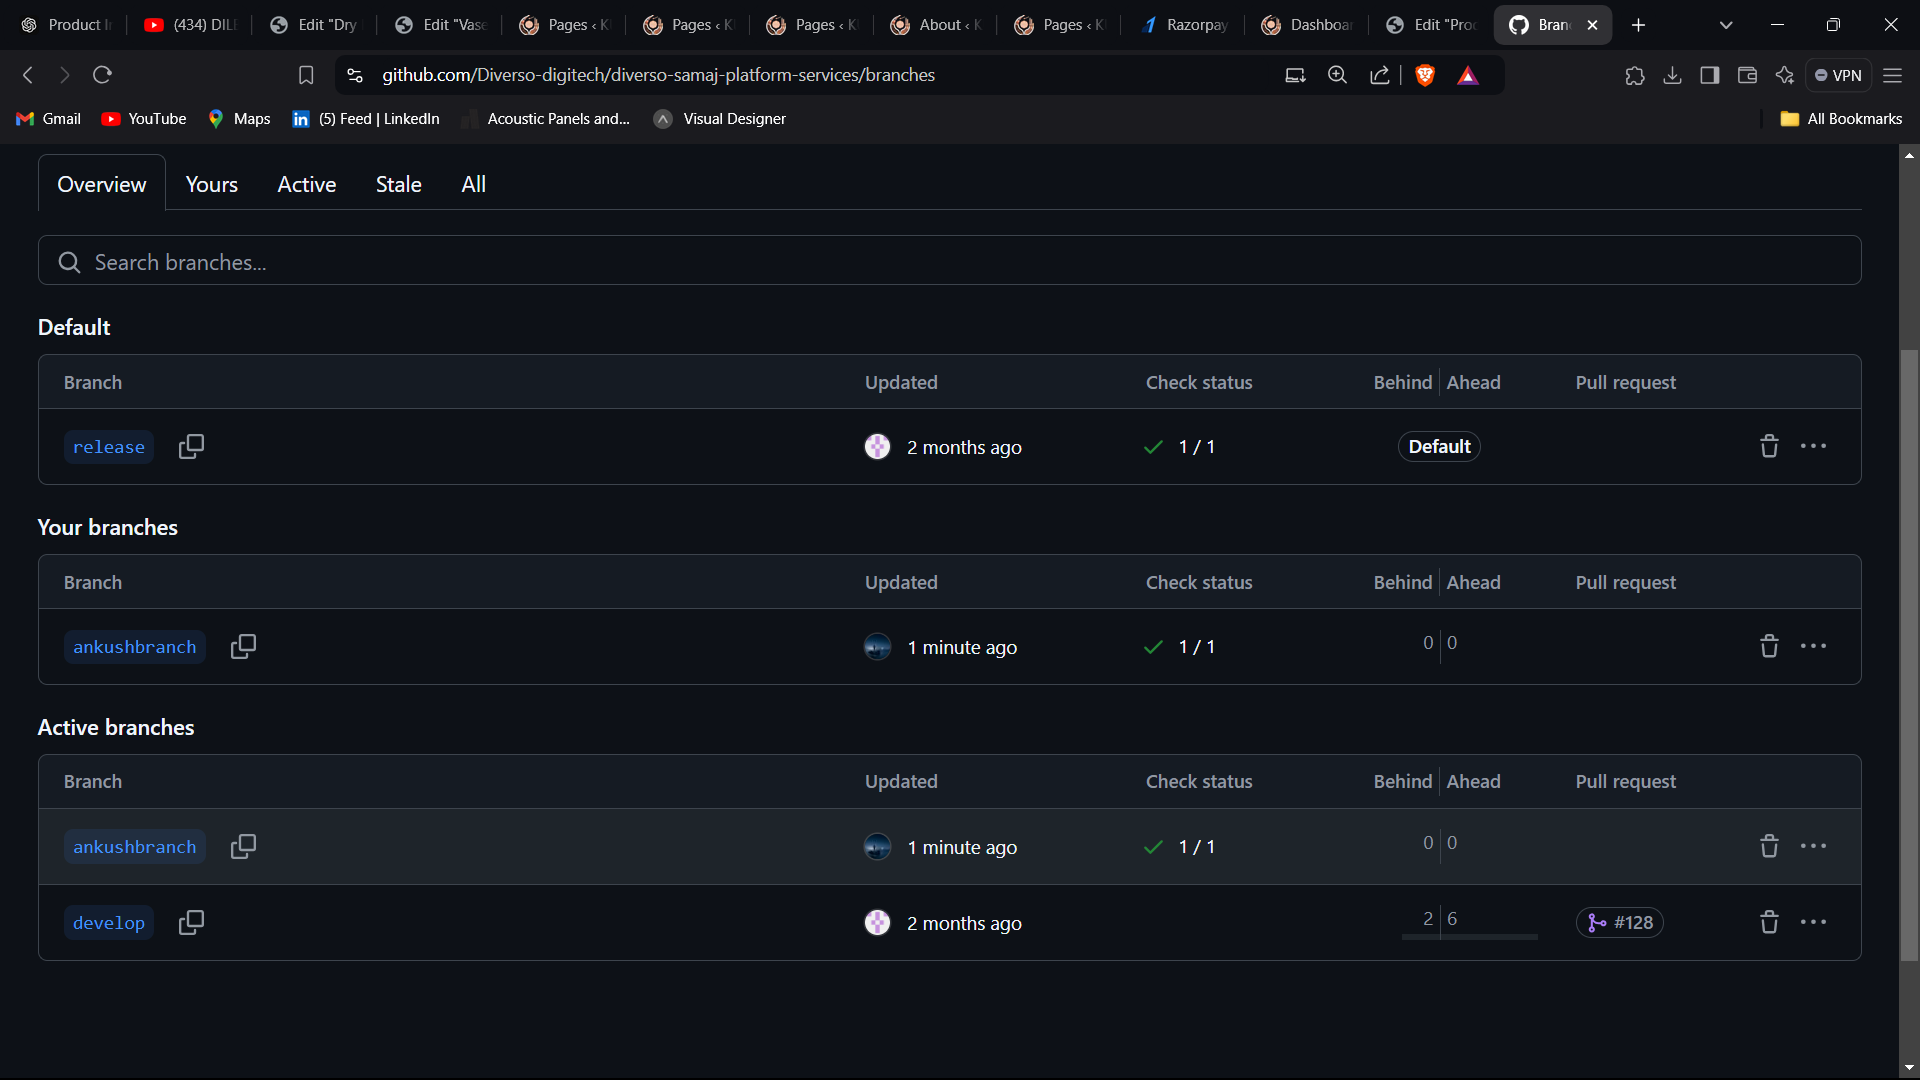 Product I
(434) DIL
Edit "Dry
Edit "Vase
Pages ‹ K
Pages ‹ K
Pages ‹ K
About ‹ K
Pages ‹ K
Razorpay
Dashboar
Edit "Proc
Bran
github.com/Diverso-digitech/diverso-samaj-platform-services/branches
VPN
Gmail
YouTube
Maps
(5) Feed | LinkedIn
Acoustic Panels and...
Visual Designer
All Bookmarks
Overview Yours Active Stale All
Search branches...
Default
Branch Updated Check status Behind Ahead Pull request
release 2 months ago 1 / 1 Default
Your branches
Branch Updated Check status Behind Ahead Pull request
ankushbranch 1 minute ago 1 / 1 0 0
Active branches
Branch Updated Check status Behind Ahead Pull request
ankushbranch 1 minute ago 1 / 1 0 0
develop 2 months ago 2 6 #128